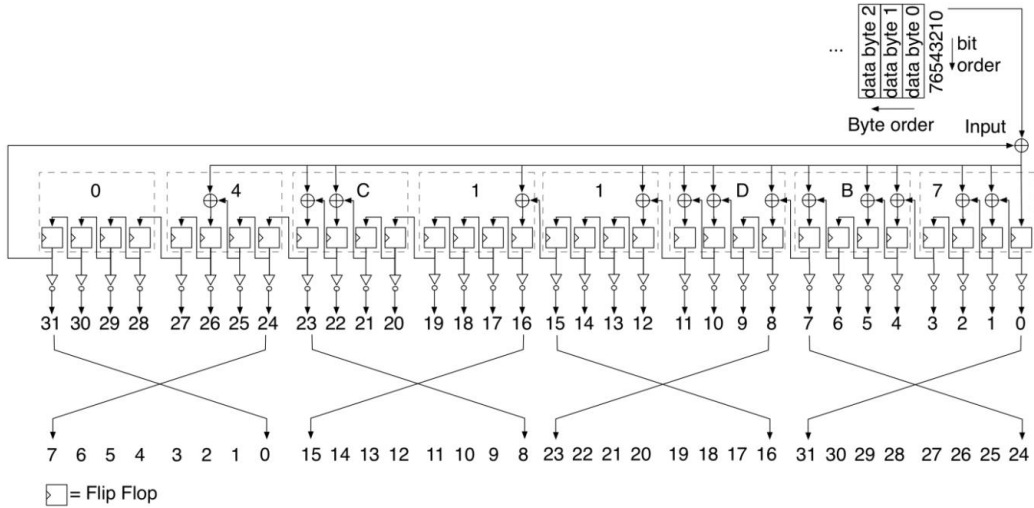 data byte 2
data byte 1
data byte 0
76543210
bit
order
...
Byte order
Input
0 4 C 1 1 D B 7
31 30 29 28 27 26 25 24 23 22 21 20 19 18 17 16 15 14 13 12 11 10 9 8 7 6 5 4 3 2 1 0
7 6 5 4 3 2 1 0 15 14 13 12 11 10 9 8 23 22 21 20 19 18 17 16 31 30 29 28 27 26 25 24
= Flip Flop